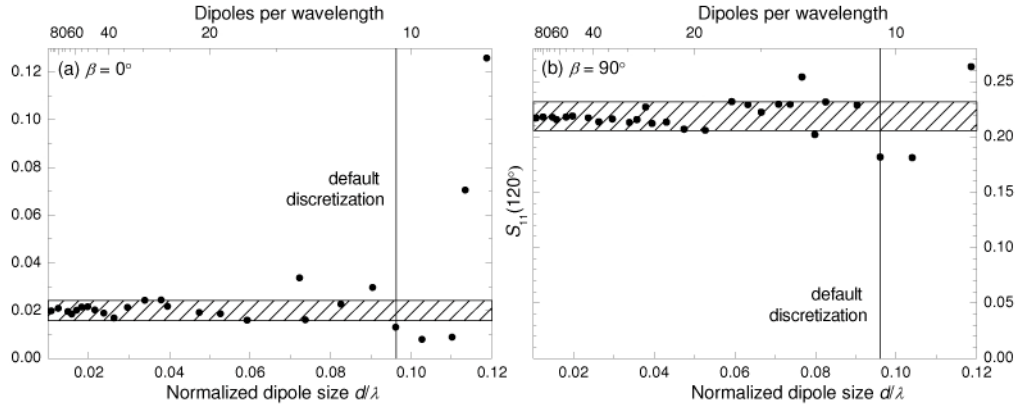 Dipoles per wavelength
8060 40 20 10
(a) β = 0°
0.12
0.10
0.08
0.06
0.04
0.02
0.00
default
discretization
0.02 0.04 0.06 0.08 0.10 0.12
Normalized dipole size d/λ
Dipoles per wavelength
8060 40 20 10
(b) β = 90°
0.25
0.20
0.15
0.10
0.05
0.00
S₁₁(120°)
default
discretization
0.02 0.04 0.06 0.08 0.10 0.12
Normalized dipole size d/λ